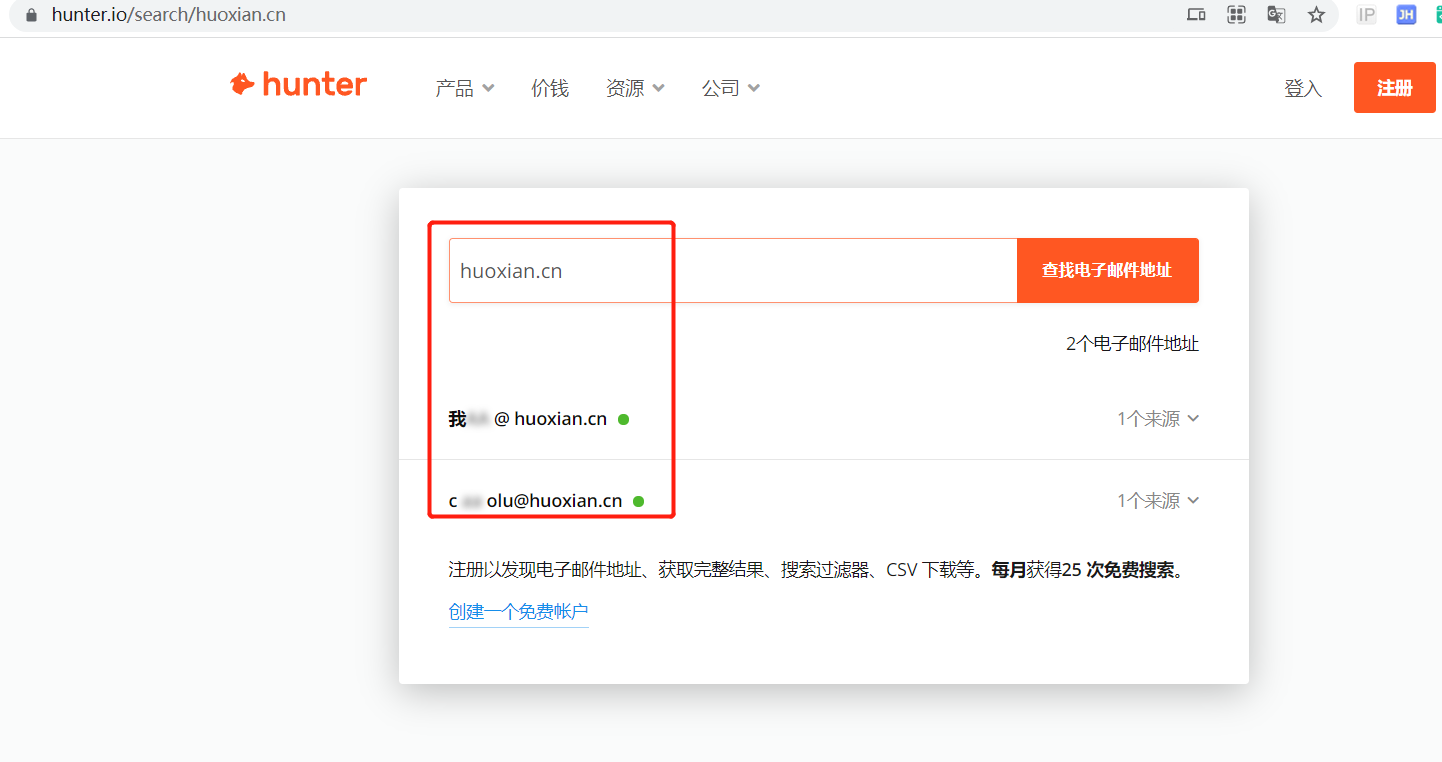 hunter.io/search/huoxian.cn
IP JH
hunter 产品 价钱 资源 公司 登入 注册
huoxian.cn 查找电子邮件地址
2个电子邮件地址
我 @ huoxian.cn 1个来源
c olu@huoxian.cn 1个来源
注册以发现电子邮件地址、获取完整结果、搜索过滤器、CSV 下载等。每月获得25 次免费搜索。
创建一个免费帐户